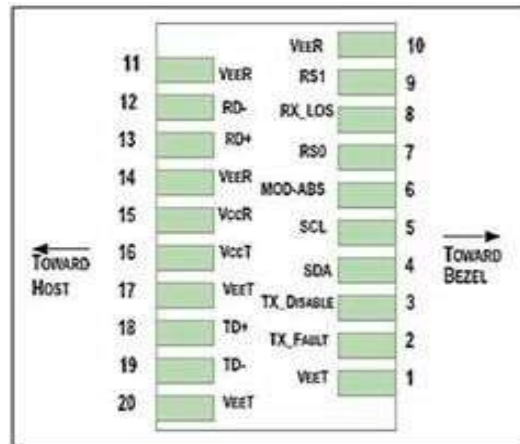 11 VEER
12 RD-
13 RD+
14 VEER
15 VCCR
16 VCCT
17 VEET
18 TD+
19 TD-
20 VEET
VEER 10
RS1 9
RX_LOS 8
RS0 7
MOD-ABS 6
SCL 5
SDA 4
TX_DISABLE 3
TX_FAULT 2
VEET 1
TOWARD
HOST
TOWARD
BEZEL